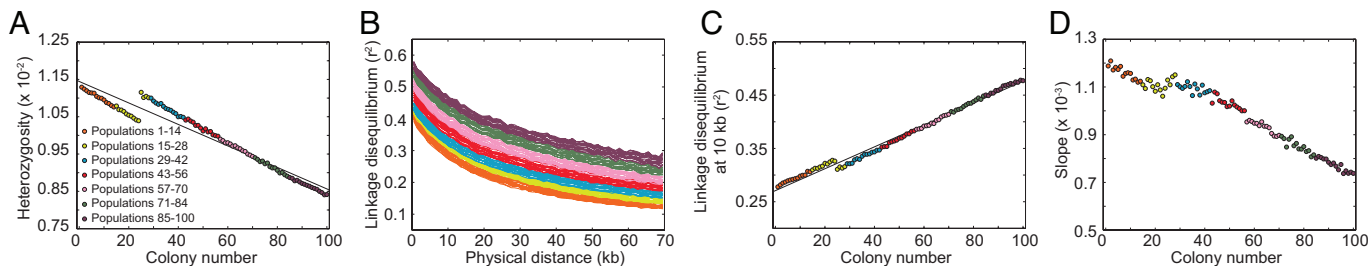 A
Heterozygosity (x 10⁻²)
1.25
1.15
1.05
0.95
0.85
0.75
Populations 1-14
Populations 15-28
Populations 29-42
Populations 43-56
Populations 57-70
Populations 71-84
Populations 85-100
0 20 40 60 80 100
Colony number
B
Linkage disequilibrium (r²)
0.6
0.5
0.4
0.3
0.2
0.1
0 10 20 30 40 50 60 70
Physical distance (kb)
C
Linkage disequilibrium
at 10 kb (r²)
0.55
0.45
0.35
0.25
0 20 40 60 80 100
Colony number
D
Slope (x 10⁻³)
1.3
1.1
0.9
0.7
0.5
0 20 40 60 80 100
Colony number